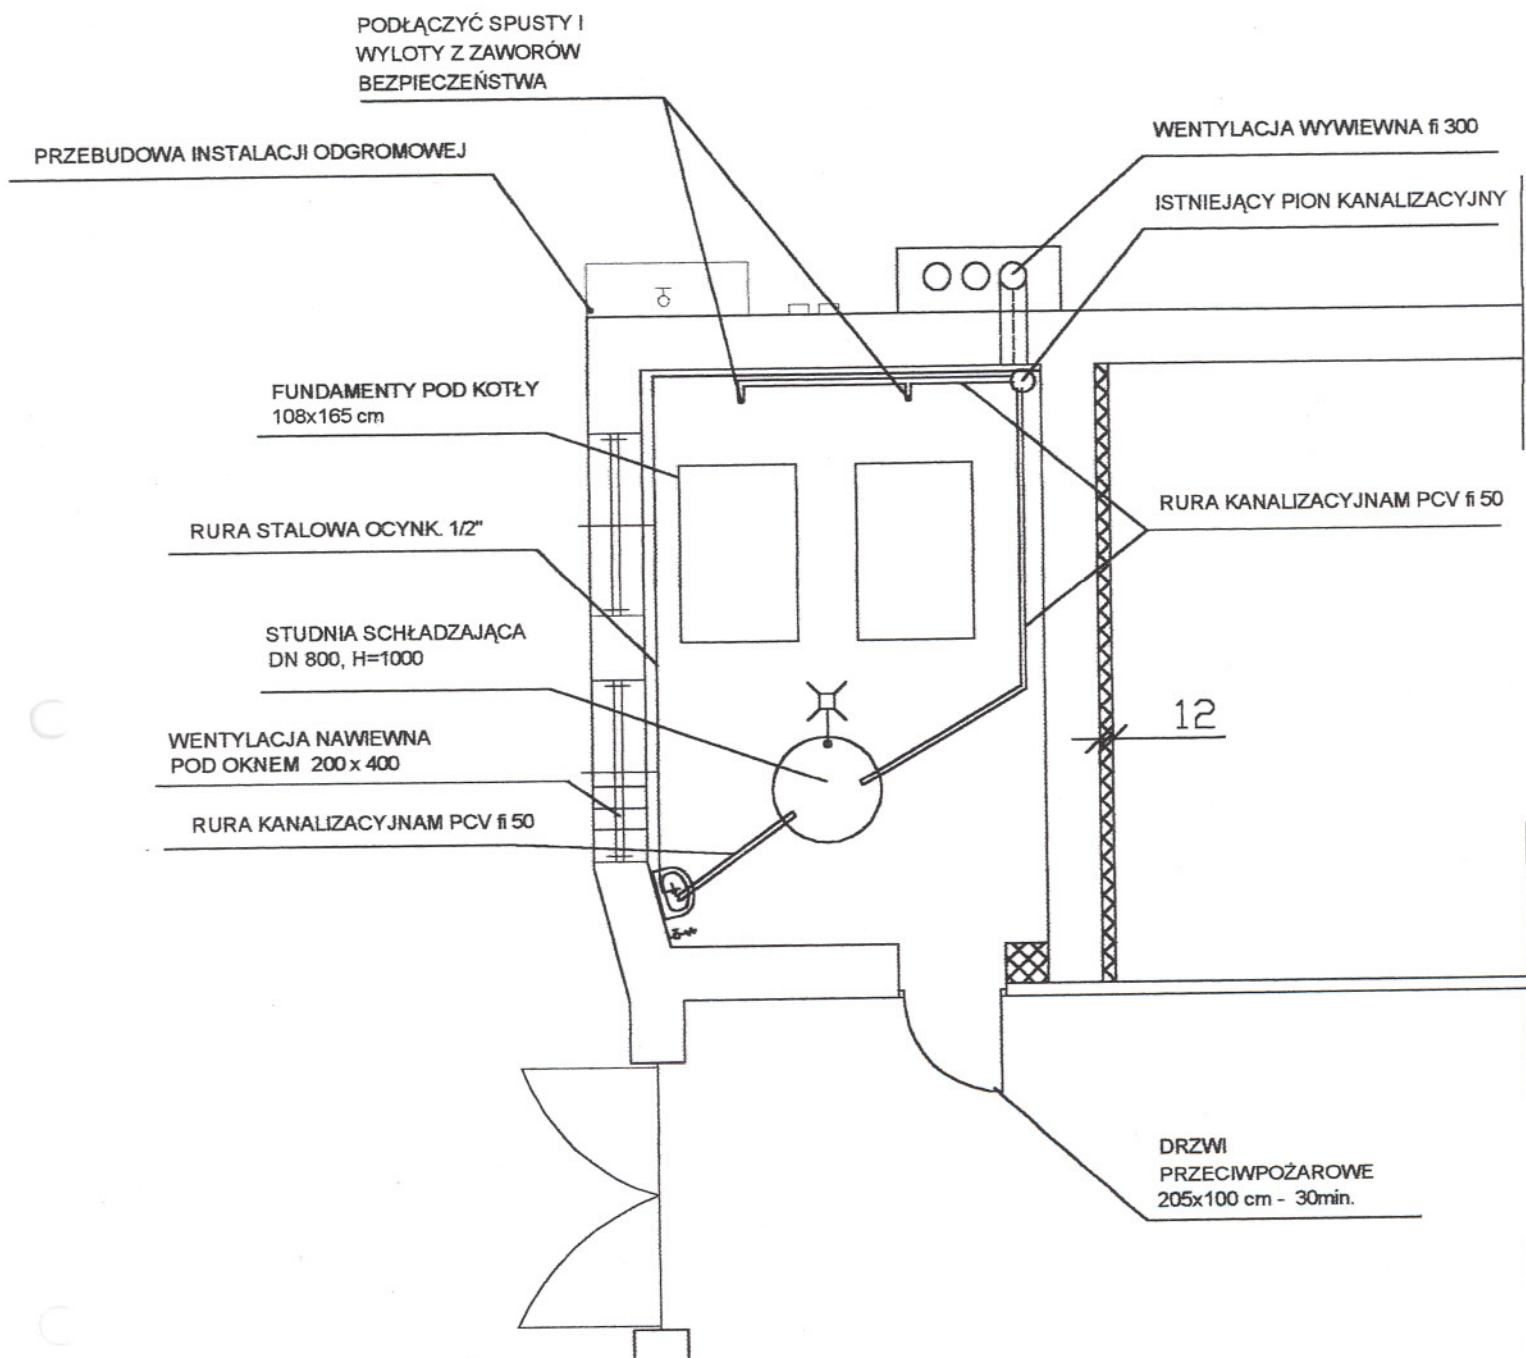 PODŁĄCZYĆ SPUSTY I
WYLOTY Z ZAWORÓW
BEZPIECZEŃSTWA
WENTYLACJA WYWIEWNA fi 300
PRZEBUDOWA INSTALACJI ODGROMOWEJ
ISTNIEJĄCY PION KANALIZACYJNY
FUNDAMENTY POD KOTŁY
108x165 cm
RURA KANALIZACYJNAM PCV fi 50
RURA STALOWA OCYNK. 1/2"
STUDNIA SCHŁADZAJĄCA
DN 800, H=1000
12
WENTYLACJA NAWIEWNA
POD OKNEM 200 x 400
RURA KANALIZACYJNAM PCV fi 50
DRZWI
PRZECIWPOŻAROWE
205x100 cm - 30min.